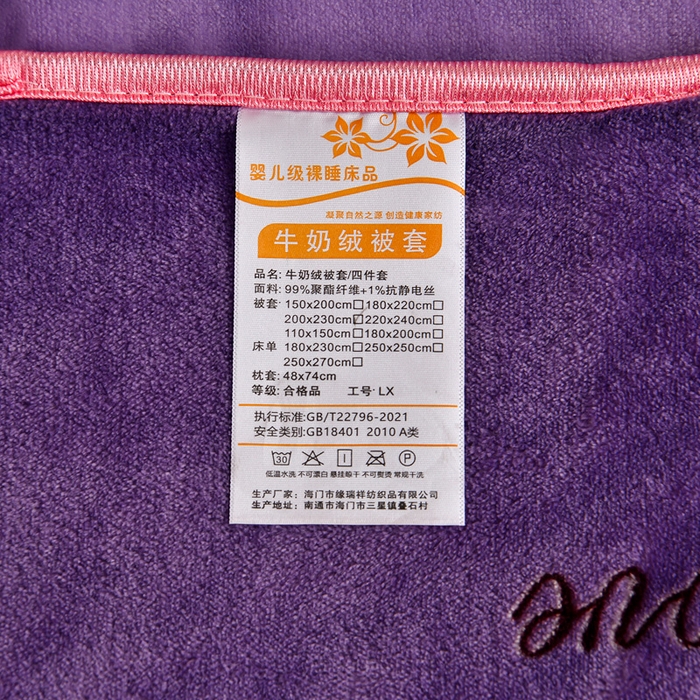 婴儿级裸睡床品
凝聚自然之源 创造健康家纺
牛奶绒被套
品名: 牛奶绒被套/四件套
面料: 99%聚酯纤维+1%抗静电丝
被套: 150x200cm□180x220cm□
200x230cm☑220x240cm□
110x150cm□180x200cm□
床单 180x230cm□250x250cm□
250x270cm□
枕套: 48x74cm
等级: 合格品 工号: LX
执行标准:GB/T22796-2021
安全类别:GB18401 2010 A类
30 P
低温水洗 不可漂白 悬挂晾干 不可熨烫 常规干洗
生产厂家: 海门市缘瑞祥纺织品有限公司
生产地址: 南通市海门市三星镇叠石村